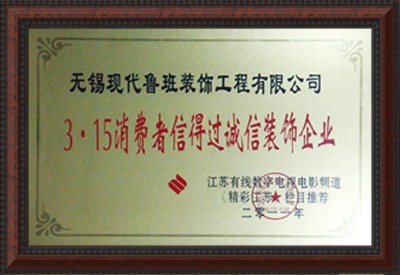 无锡现代鲁班装饰工程有限公司
3·15消费者信得过诚信装饰企业
江苏有线数字电视电影频道
《精彩江苏》栏目推荐
二〇一一年